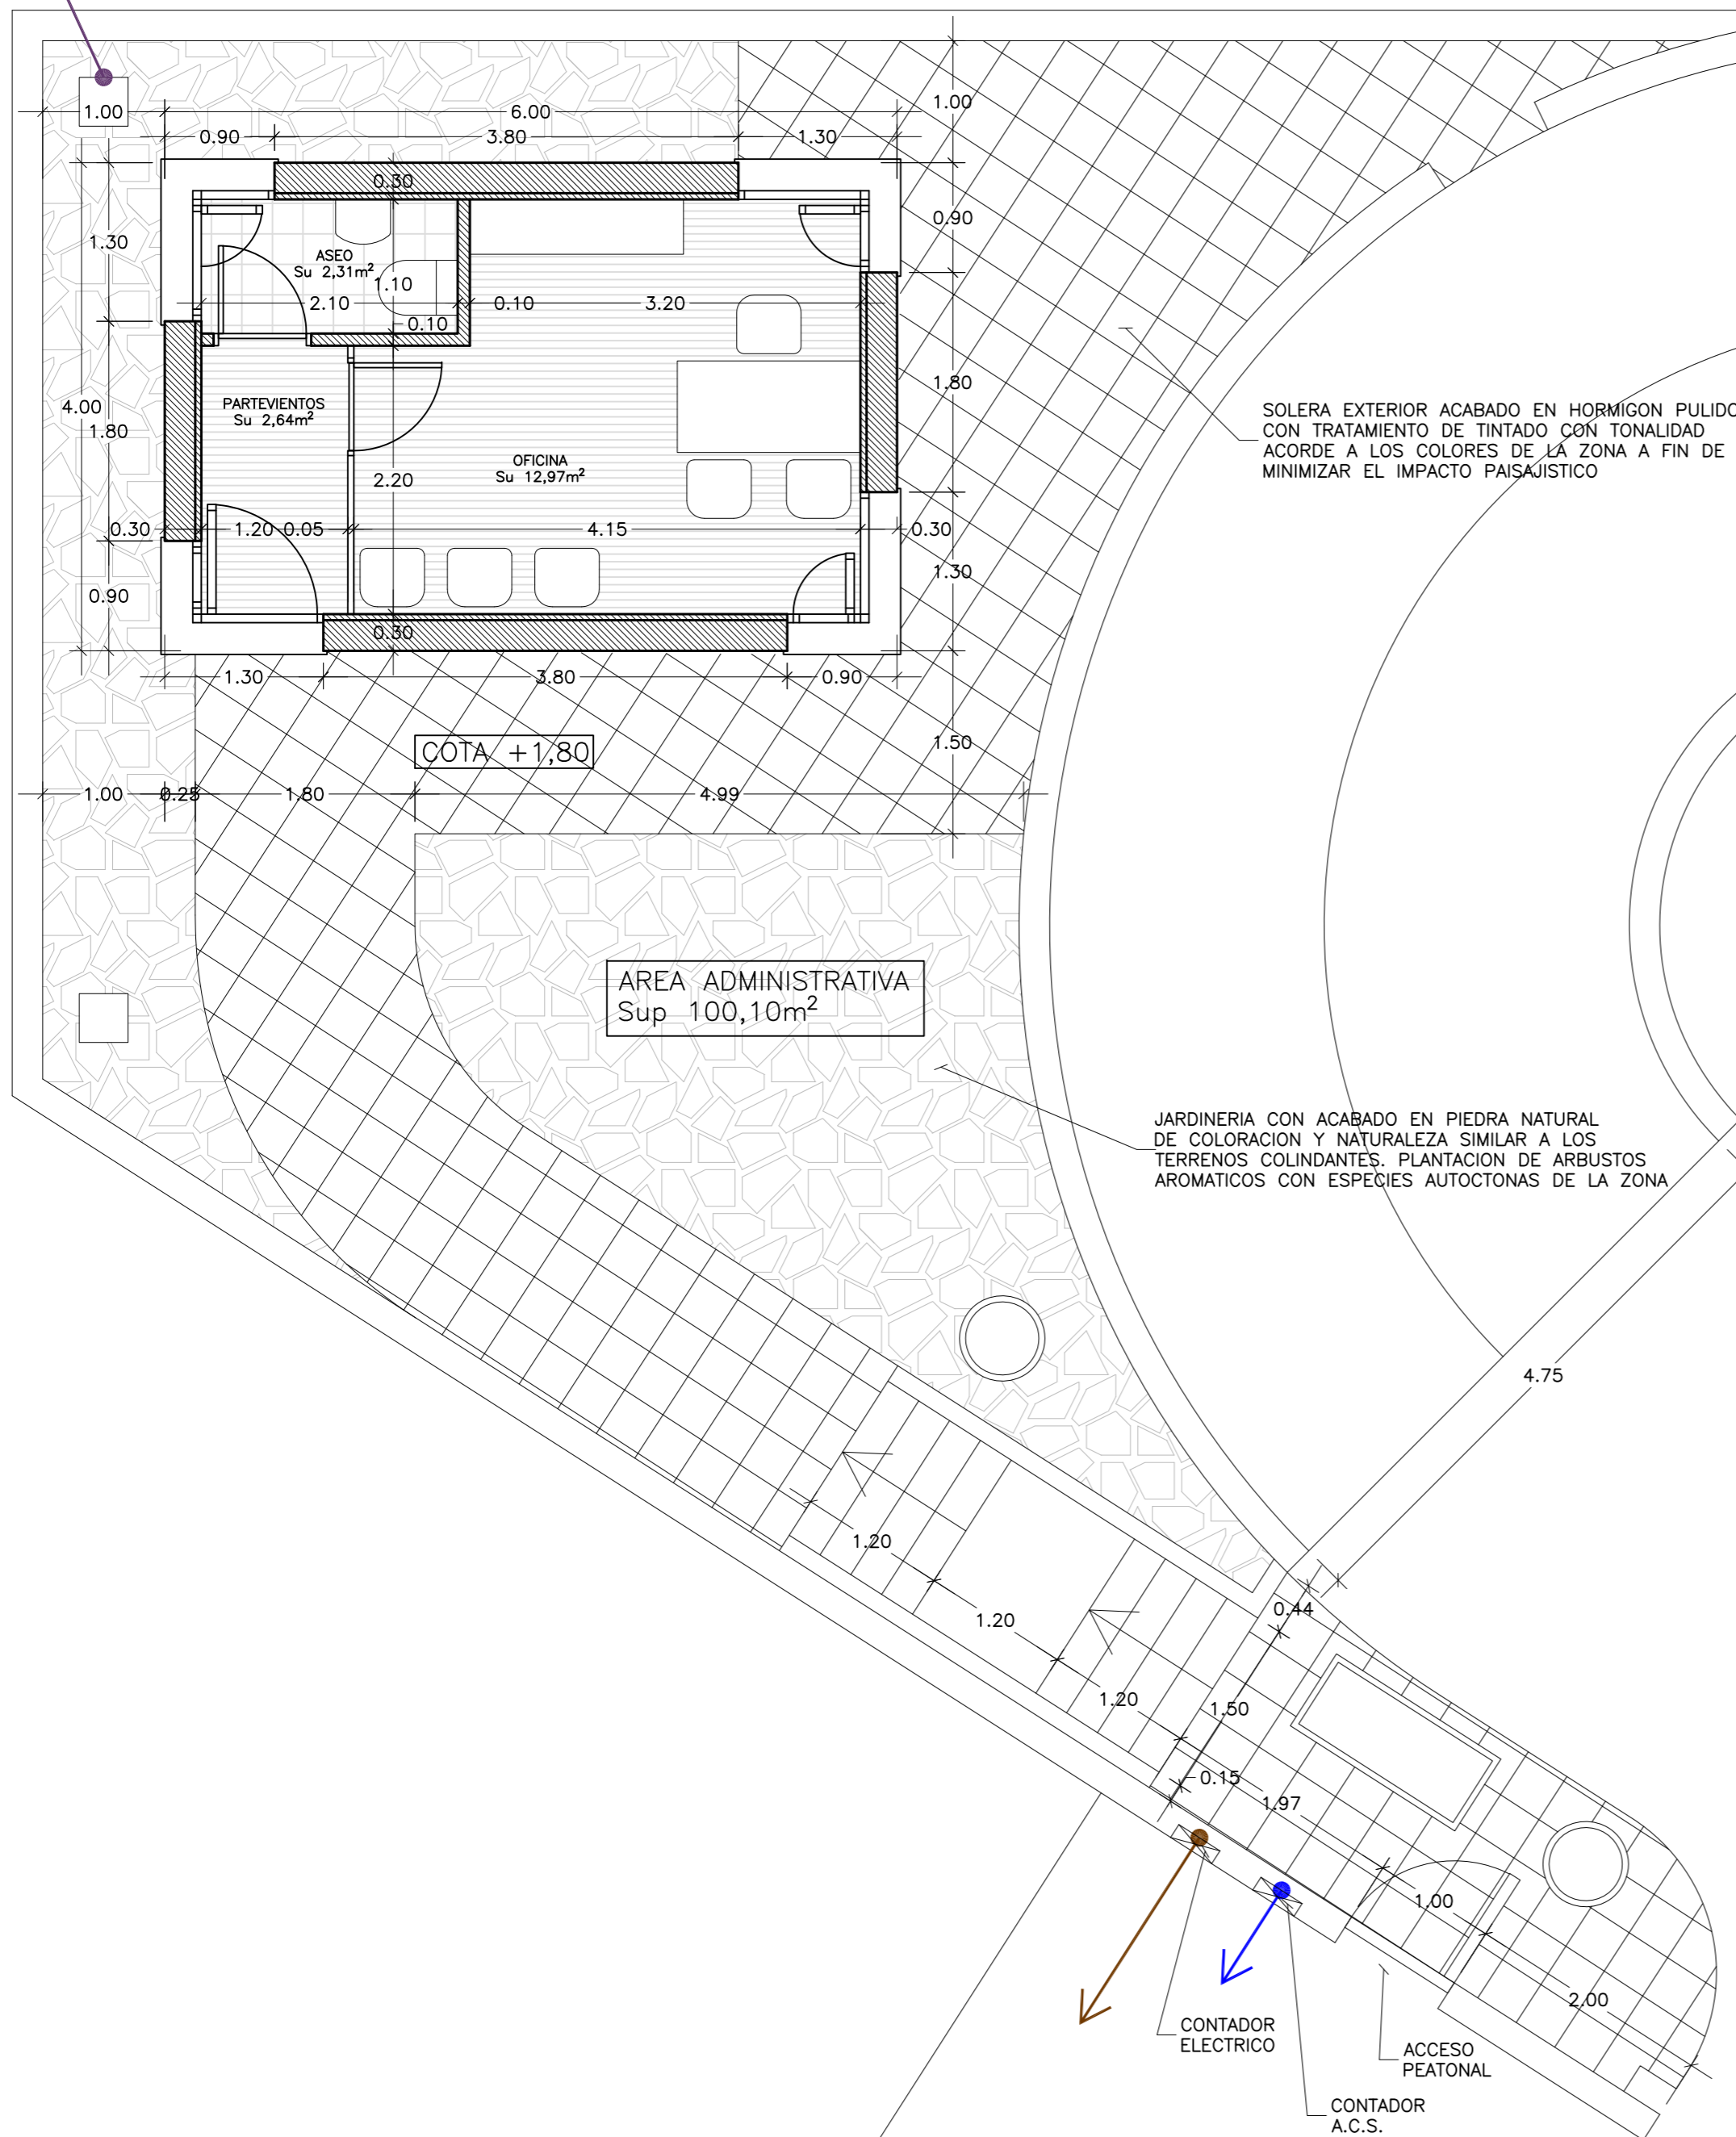 1.00
6.00
1.00
0.90
3.80
1.30
0.30
0.90
1.30
ASEO
Su 2,31m²
1.10
2.10
0.10
3.20
0.10
1.80
4.00
1.80
PARTEVIENTOS
Su 2,64m²
SOLERA EXTERIOR ACABADO EN HORMIGON PULIDO
CON TRATAMIENTO DE TINTADO CON TONALIDAD
ACORDE A LOS COLORES DE LA ZONA A FIN DE
MINIMIZAR EL IMPACTO PAISAJISTICO
OFICINA
Su 12,97m²
2.20
0.30
1.20
0.05
4.15
0.30
1.30
0.90
0.30
1.30
3.80
0.90
COTA +1,80
1.50
1.00
0.25
1.80
4.99
AREA ADMINISTRATIVA
Sup 100,10m²
JARDINERIA CON ACABADO EN PIEDRA NATURAL
DE COLORACION Y NATURALEZA SIMILAR A LOS
TERRENOS COLINDANTES. PLANTACION DE ARBUSTOS
AROMATICOS CON ESPECIES AUTOCTONAS DE LA ZONA
4.75
1.20
1.20
0.44
1.20
1.50
0.15
1.97
1.00
2.00
CONTADOR
ELECTRICO
ACCESO
PEATONAL
CONTADOR
A.C.S.